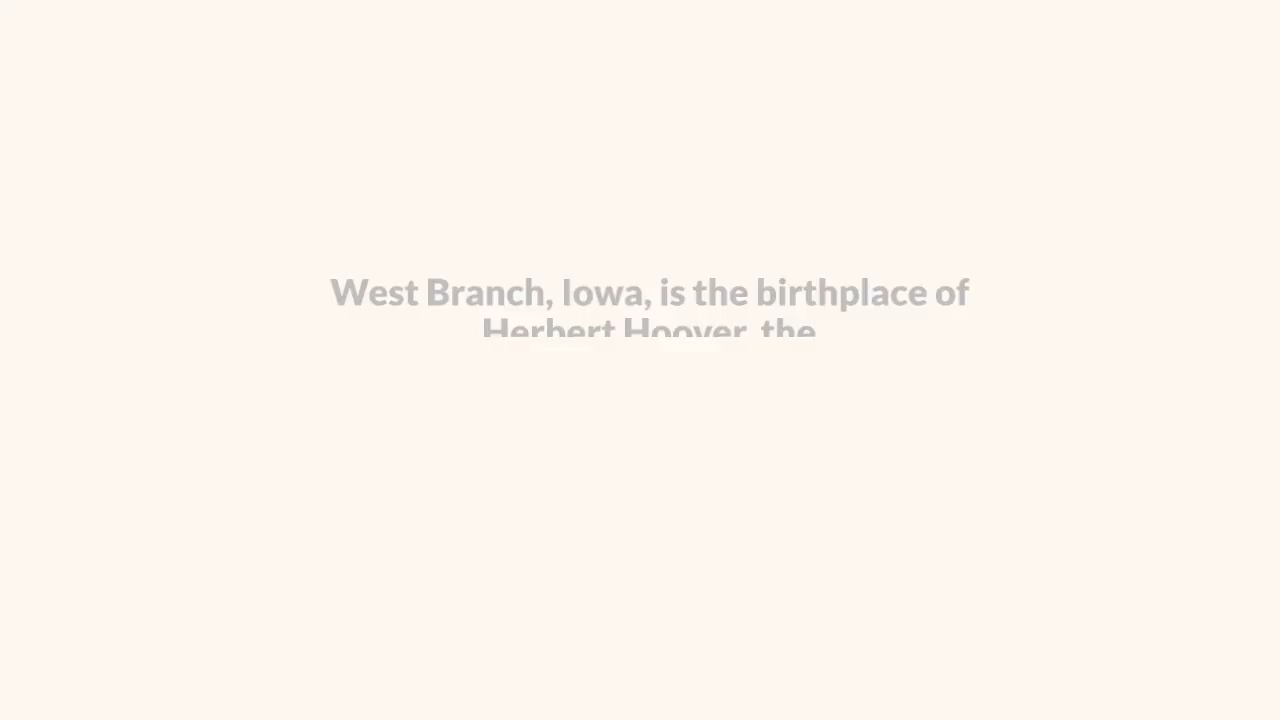 West Branch, Iowa, is the birthplace of
Herbert Hoover, the